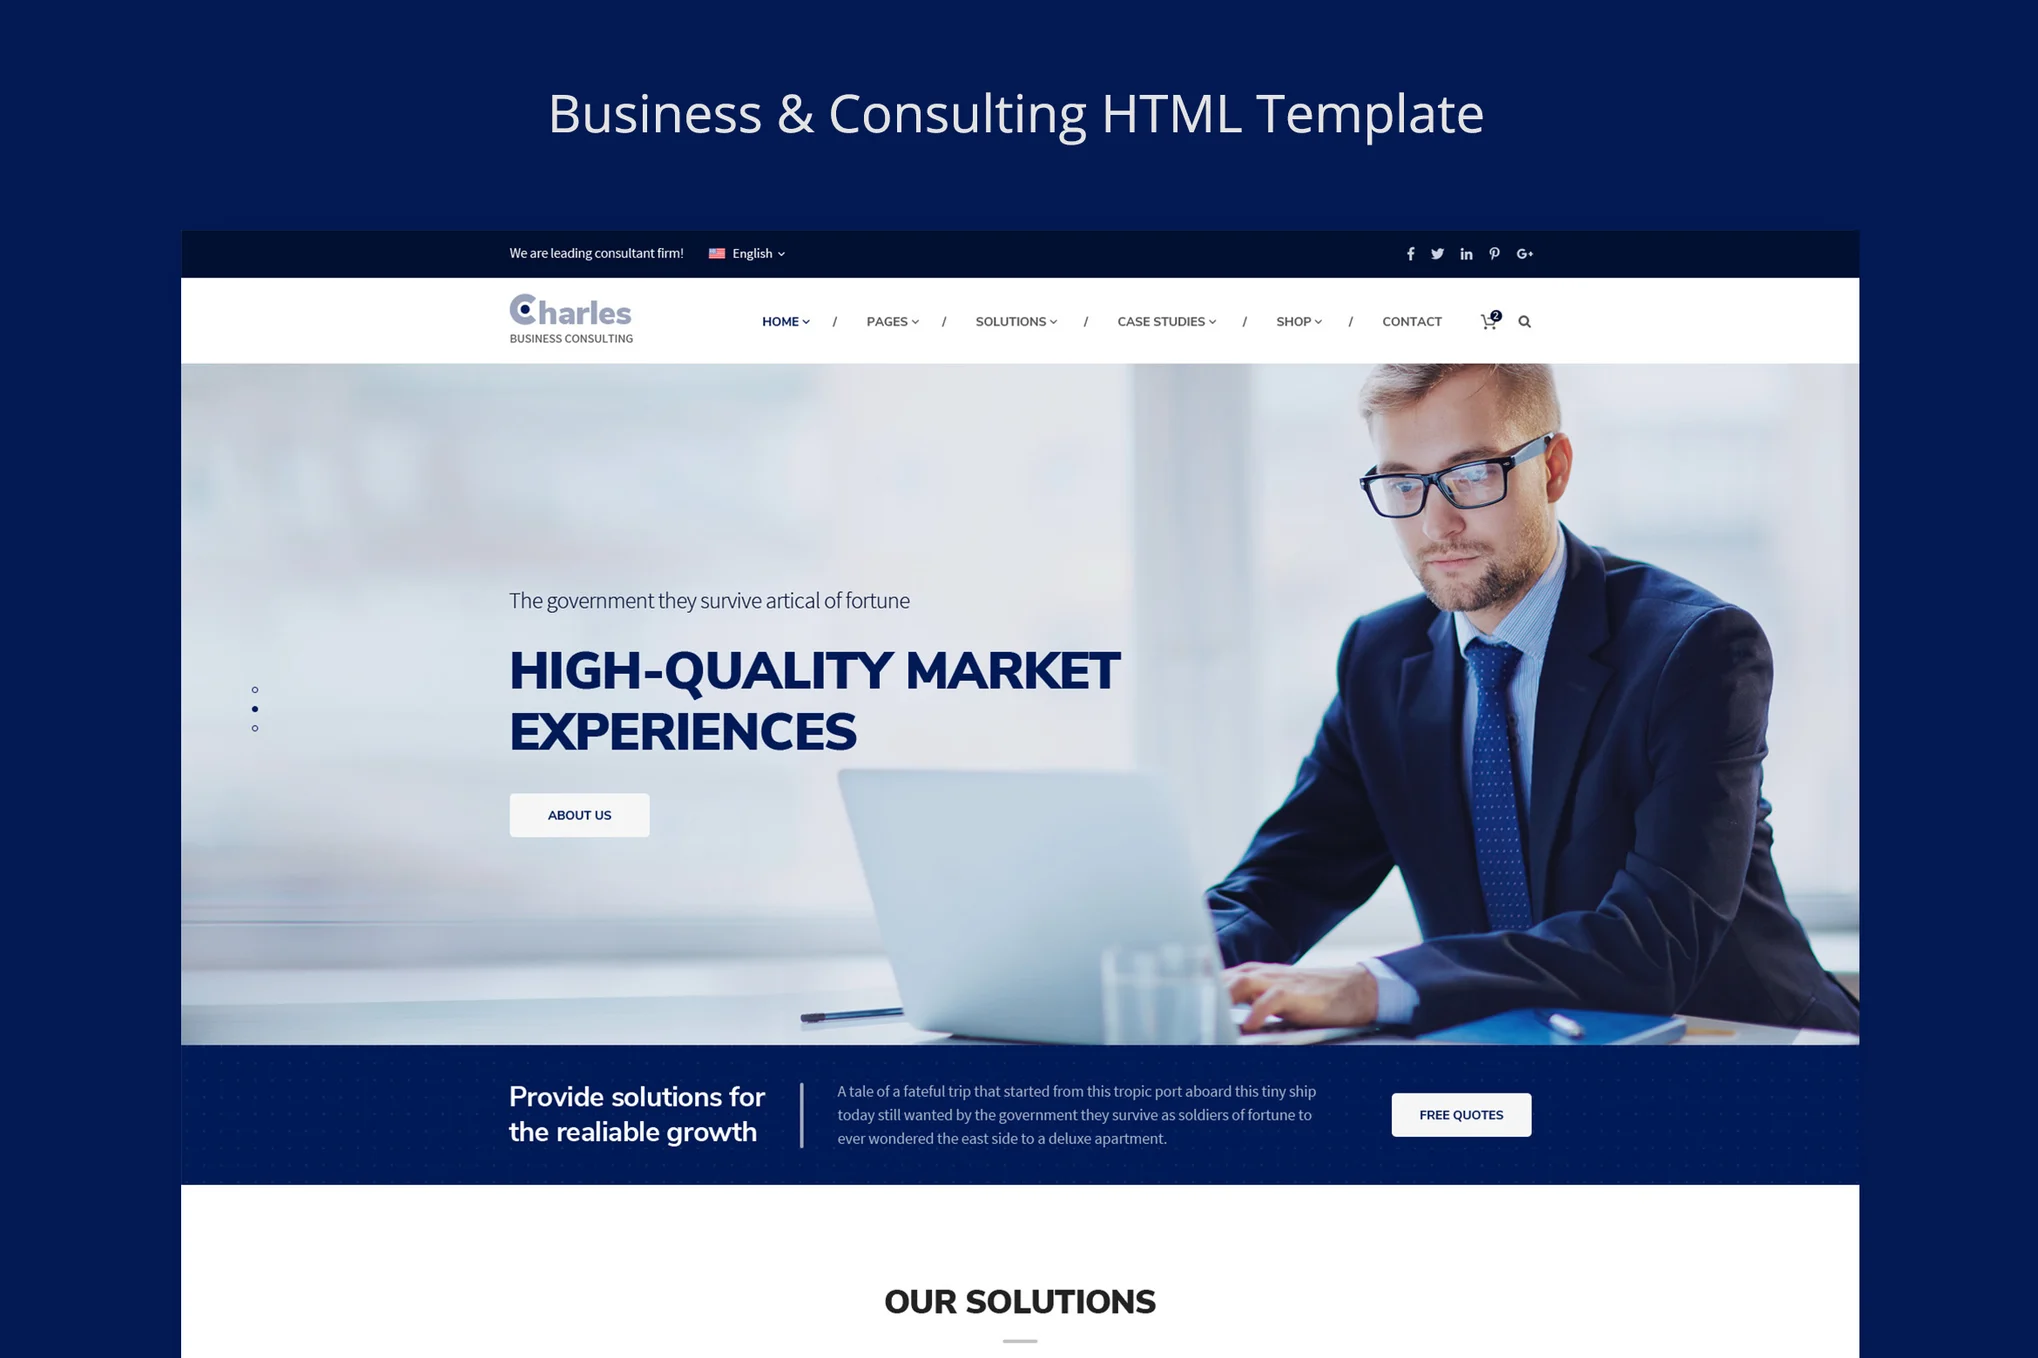 Business & Consulting HTML Template
We are leading consultant firm! English
Charles
BUSINESS CONSULTING
HOME / PAGES / SOLUTIONS / CASE STUDIES / SHOP / CONTACT 2
The government they survive artical of fortune
HIGH-QUALITY MARKET
EXPERIENCES
ABOUT US
Provide solutions for
the realiable growth
A tale of a fateful trip that started from this tropic port aboard this tiny ship
today still wanted by the government they survive as soldiers of fortune to
ever wondered the east side to a deluxe apartment.
FREE QUOTES
OUR SOLUTIONS